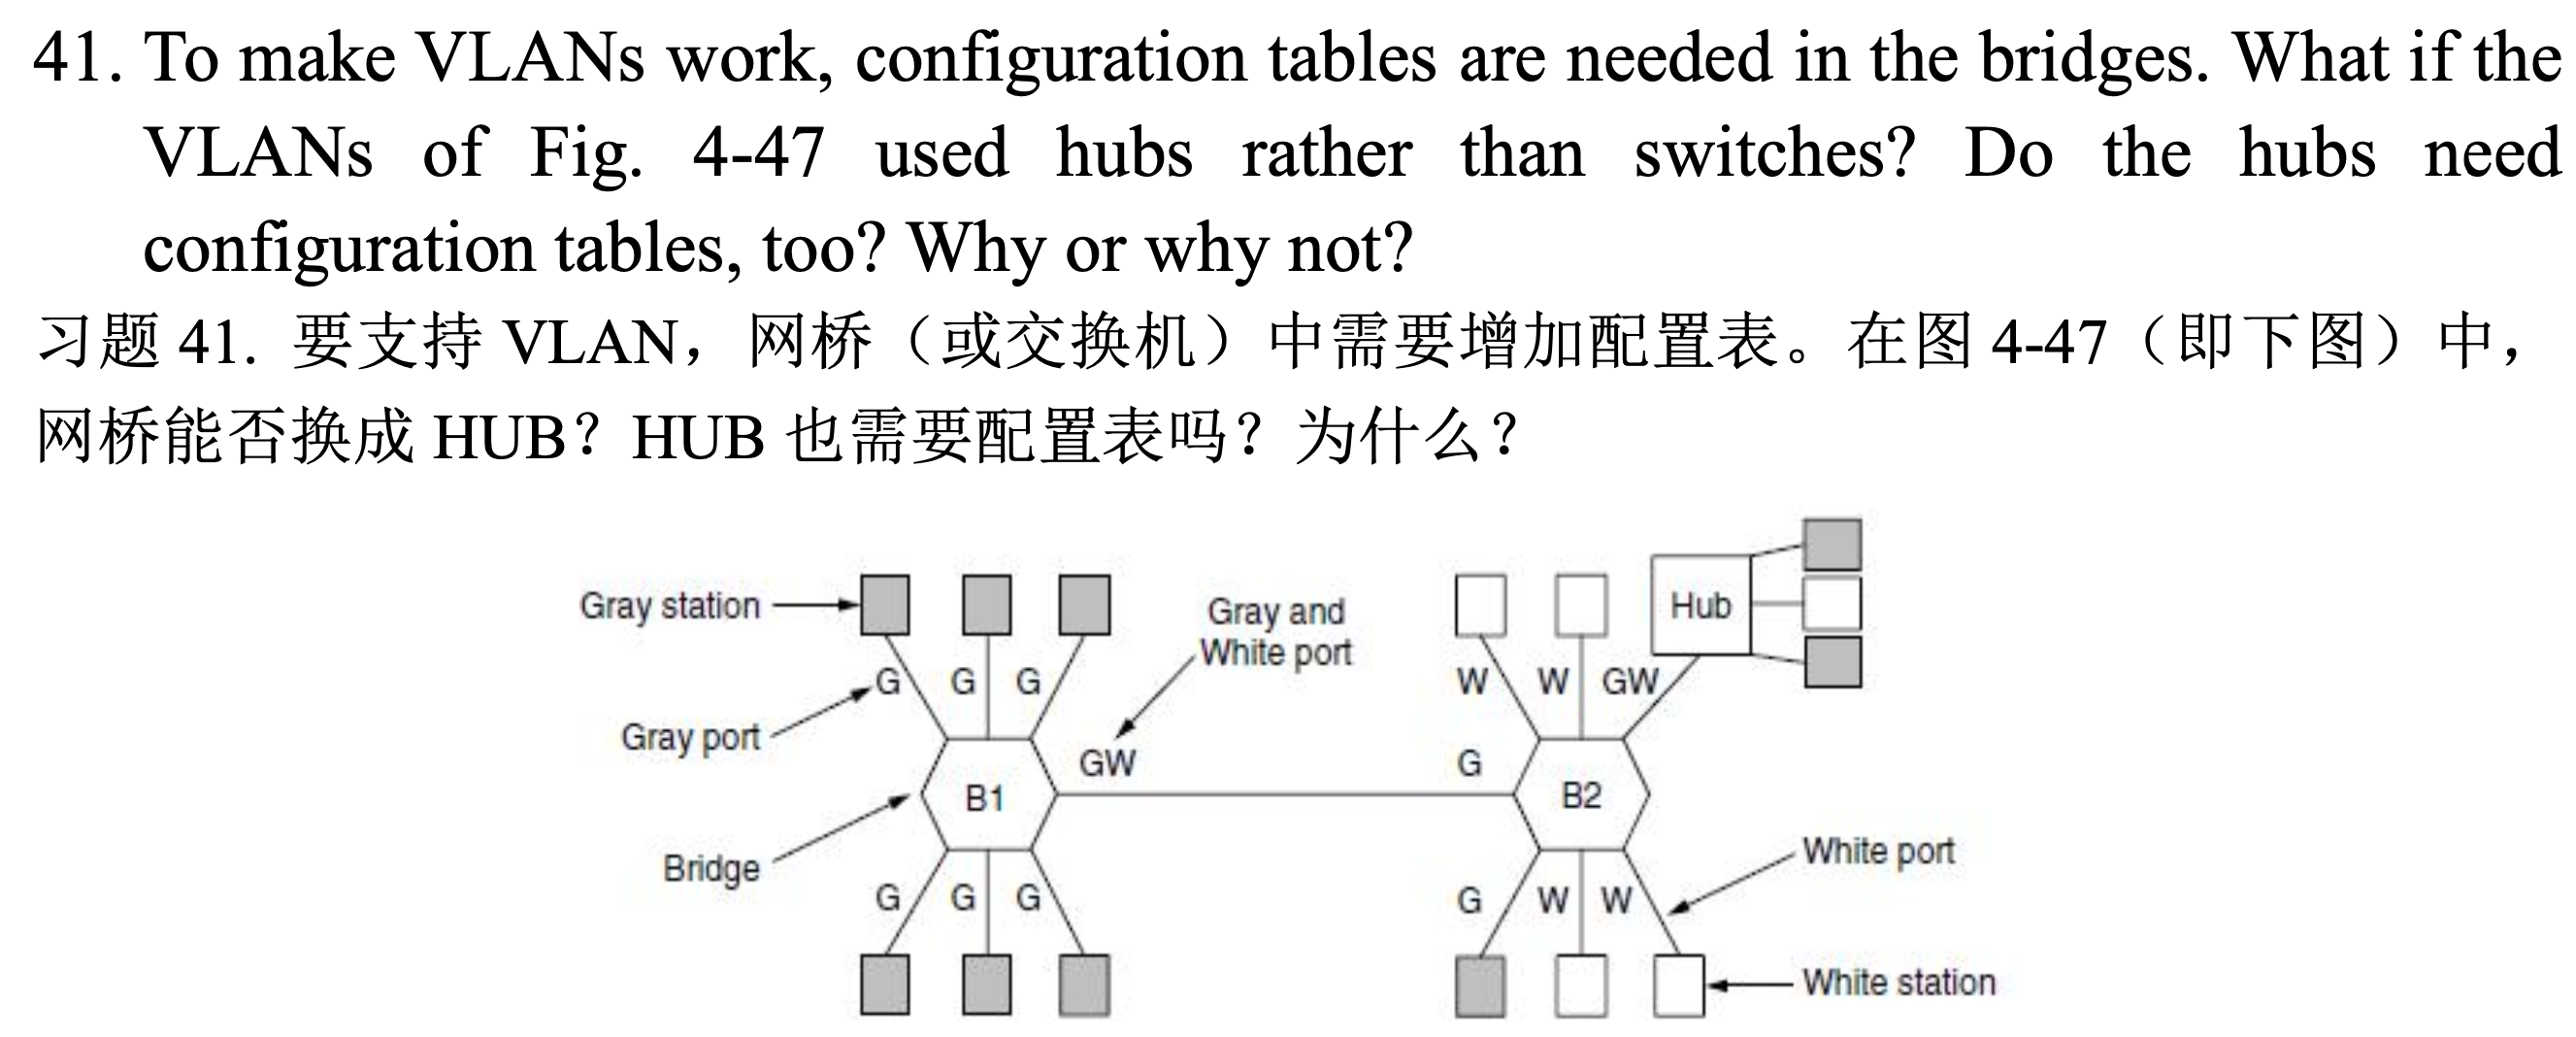 41. To make VLANs work, configuration tables are needed in the bridges. What if the
VLANs of Fig. 4-47 used hubs rather than switches? Do the hubs need
configuration tables, too? Why or why not?
习题 41. 要支持 VLAN，网桥（或交换机）中需要增加配置表。在图 4-47（即下图）中，
网桥能否换成 HUB？HUB 也需要配置表吗？为什么？
Gray station
Gray and
White port
Hub
G G G
W W GW
Gray port
GW
G
B1
B2
Bridge
White port
G G G
G W W
White station